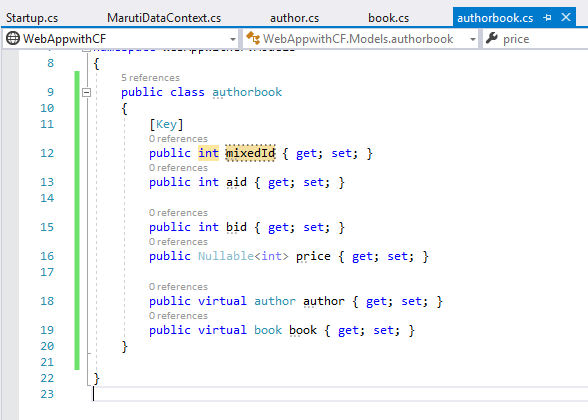 Startup.cs MarutiDataContext.cs author.cs book.cs authorbook.cs
WebAppwithCF WebAppwithCF.Models.authorbook price
8 {
5 references
9 public class authorbook
10 {
11 [Key]
0 references
12 public int mixedId { get; set; }
0 references
13 public int aid { get; set; }
14
0 references
15 public int bid { get; set; }
0 references
16 public Nullable<int> price { get; set; }
17
0 references
18 public virtual author author { get; set; }
0 references
19 public virtual book book { get; set; }
20 }
21
22 }
23